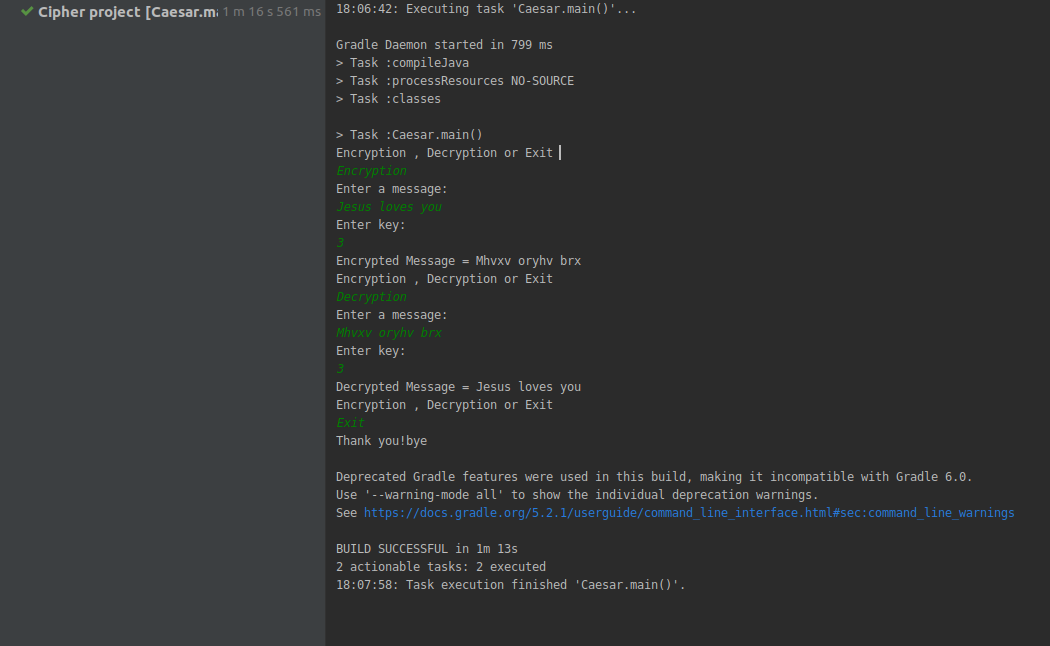 Cipher project [Caesar.ma 1 m 16 s 561 ms
18:06:42: Executing task 'Caesar.main()'...
Gradle Daemon started in 799 ms
> Task :compileJava
> Task :processResources NO-SOURCE
> Task :classes
> Task :Caesar.main()
Encryption , Decryption or Exit
Encryption
Enter a message:
Jesus loves you
Enter key:
3
Encrypted Message = Mhvxv oryhv brx
Encryption , Decryption or Exit
Decryption
Enter a message:
Mhvxv oryhv brx
Enter key:
3
Decrypted Message = Jesus loves you
Encryption , Decryption or Exit
Exit
Thank you!bye
Deprecated Gradle features were used in this build, making it incompatible with Gradle 6.0.
Use '--warning-mode all' to show the individual deprecation warnings.
See https://docs.gradle.org/5.2.1/userguide/command_line_interface.html#sec:command_line_warnings
BUILD SUCCESSFUL in 1m 13s
2 actionable tasks: 2 executed
18:07:58: Task execution finished 'Caesar.main()'.